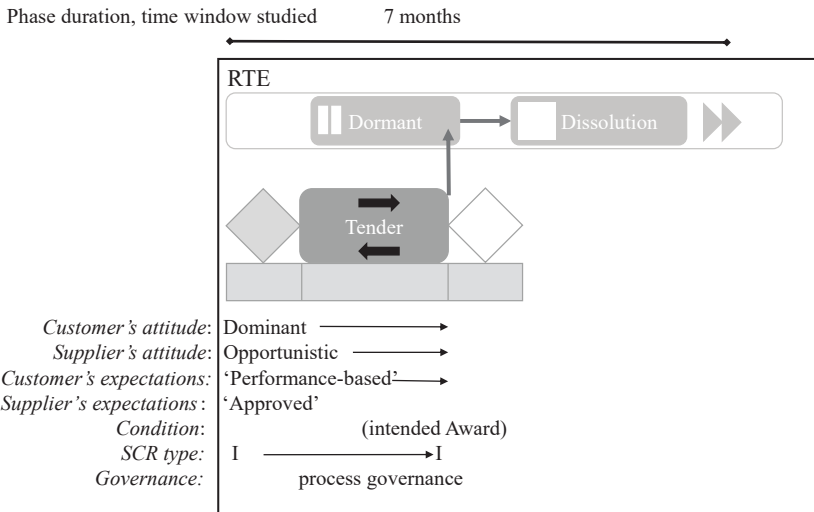 Phase duration, time window studied 7 months
RTE
Dormant Dissolution
Tender
Customer’s attitude: Dominant
Supplier’s attitude: Opportunistic
Customer’s expectations: ‘Performance-based’
Supplier’s expectations: ‘Approved’
Condition: (intended Award)
SCR type: I I
Governance: process governance